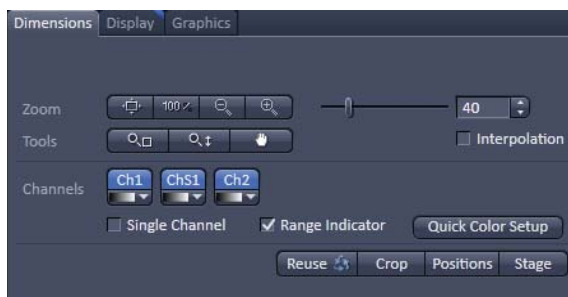 Dimensions Display Graphics
Zoom 100% 40
Tools Interpolation
Channels Ch1 ChS1 Ch2
Single Channel Range Indicator Quick Color Setup
Reuse Crop Positions Stage